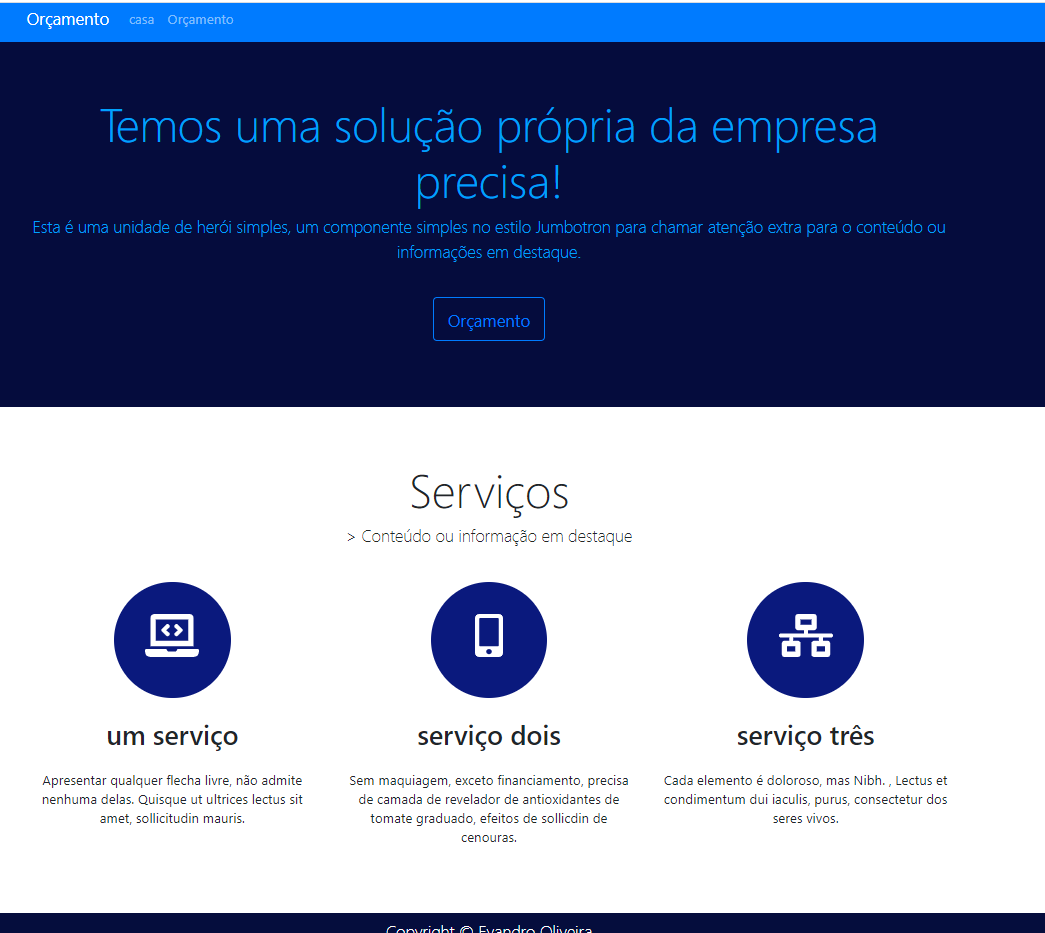 Orçamento casa Orçamento
Temos uma solução própria da empresa
precisa!
Esta é uma unidade de herói simples, um componente simples no estilo Jumbotron para chamar atenção extra para o conteúdo ou
informações em destaque.
Orçamento
Serviços
> Conteúdo ou informação em destaque
um serviço
Apresentar qualquer flecha livre, não admite
nenhuma delas. Quisque ut ultrices lectus sit
amet, sollicitudin mauris.
serviço dois
Sem maquiagem, exceto financiamento, precisa
de camada de revelador de antioxidantes de
tomate graduado, efeitos de sollicdin de
cenouras.
serviço três
Cada elemento é doloroso, mas Nibh. , Lectus et
condimentum dui iaculis, purus, consectetur dos
seres vivos.
Copyright © Evandro Oliveira